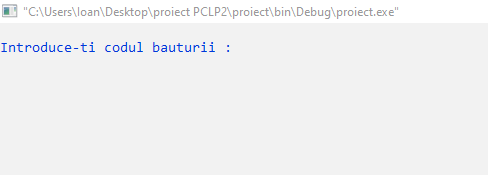 "C:\Users\Ioan\Desktop\proiect PCLP2\proiect\bin\Debug\proiect.exe"
Introduce-ti codul bauturii :